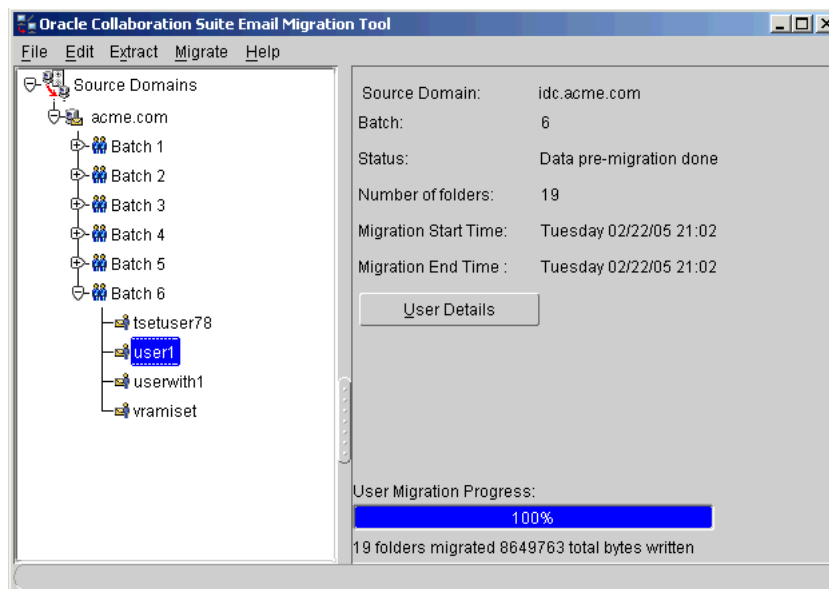 Oracle Collaboration Suite Email Migration Tool
File Edit Extract Migrate Help
Source Domains
acme.com
Batch 1
Batch 2
Batch 3
Batch 4
Batch 5
Batch 6
tsetuser78
user1
userwith1
vramiset
Source Domain: idc.acme.com
Batch: 6
Status: Data pre-migration done
Number of folders: 19
Migration Start Time: Tuesday 02/22/05 21:02
Migration End Time : Tuesday 02/22/05 21:02
User Details
User Migration Progress:
100%
19 folders migrated 8649763 total bytes written